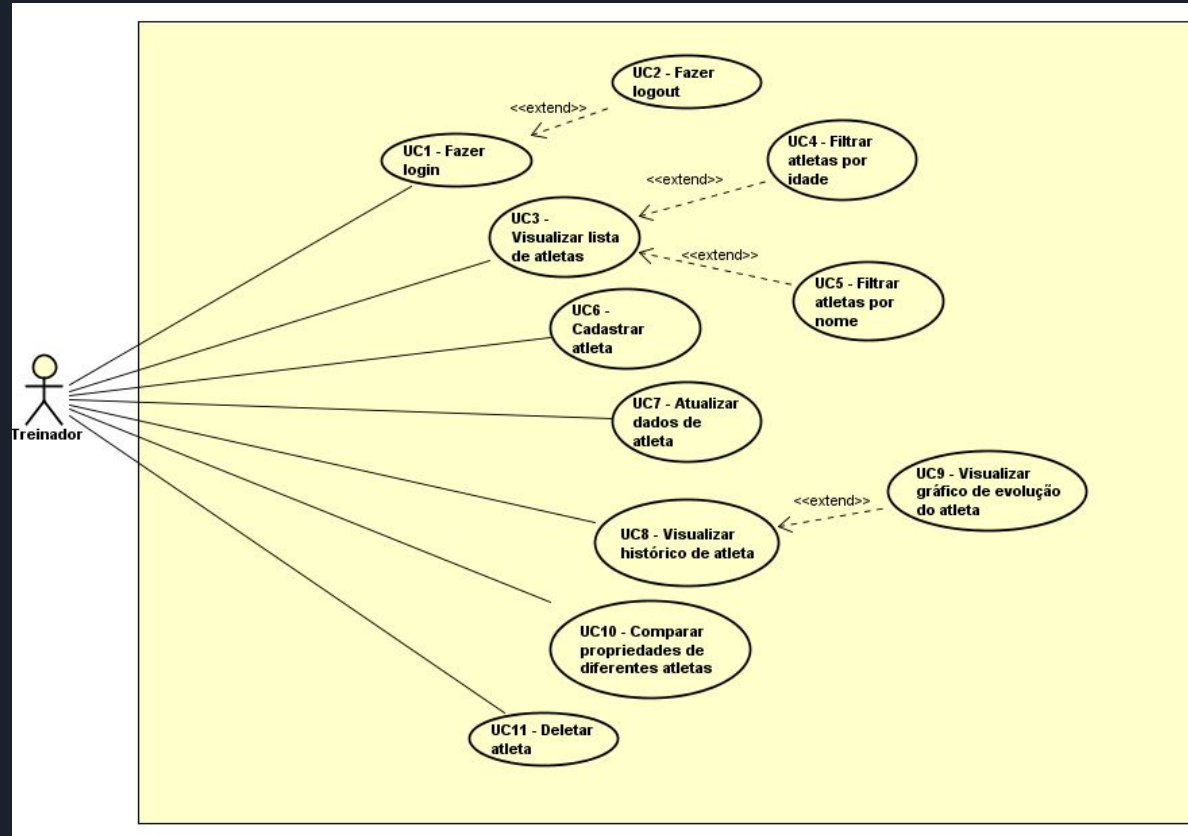 UC2 - Fazer
logout
<<extend>>
UC1 - Fazer
login
UC4 - Filtrar
atletas por
idade
<<extend>>
UC3 -
Visualizar lista
de atletas
<<extend>>
UC5 - Filtrar
atletas por
nome
UC6 -
Cadastrar
atleta
Treinador
UC7 - Atualizar
dados de
atleta
UC9 - Visualizar
gráfico de evolução
do atleta
<<extend>>
UC8 - Visualizar
histórico de atleta
UC10 - Comparar
propriedades de
diferentes atletas
UC11 - Deletar
atleta